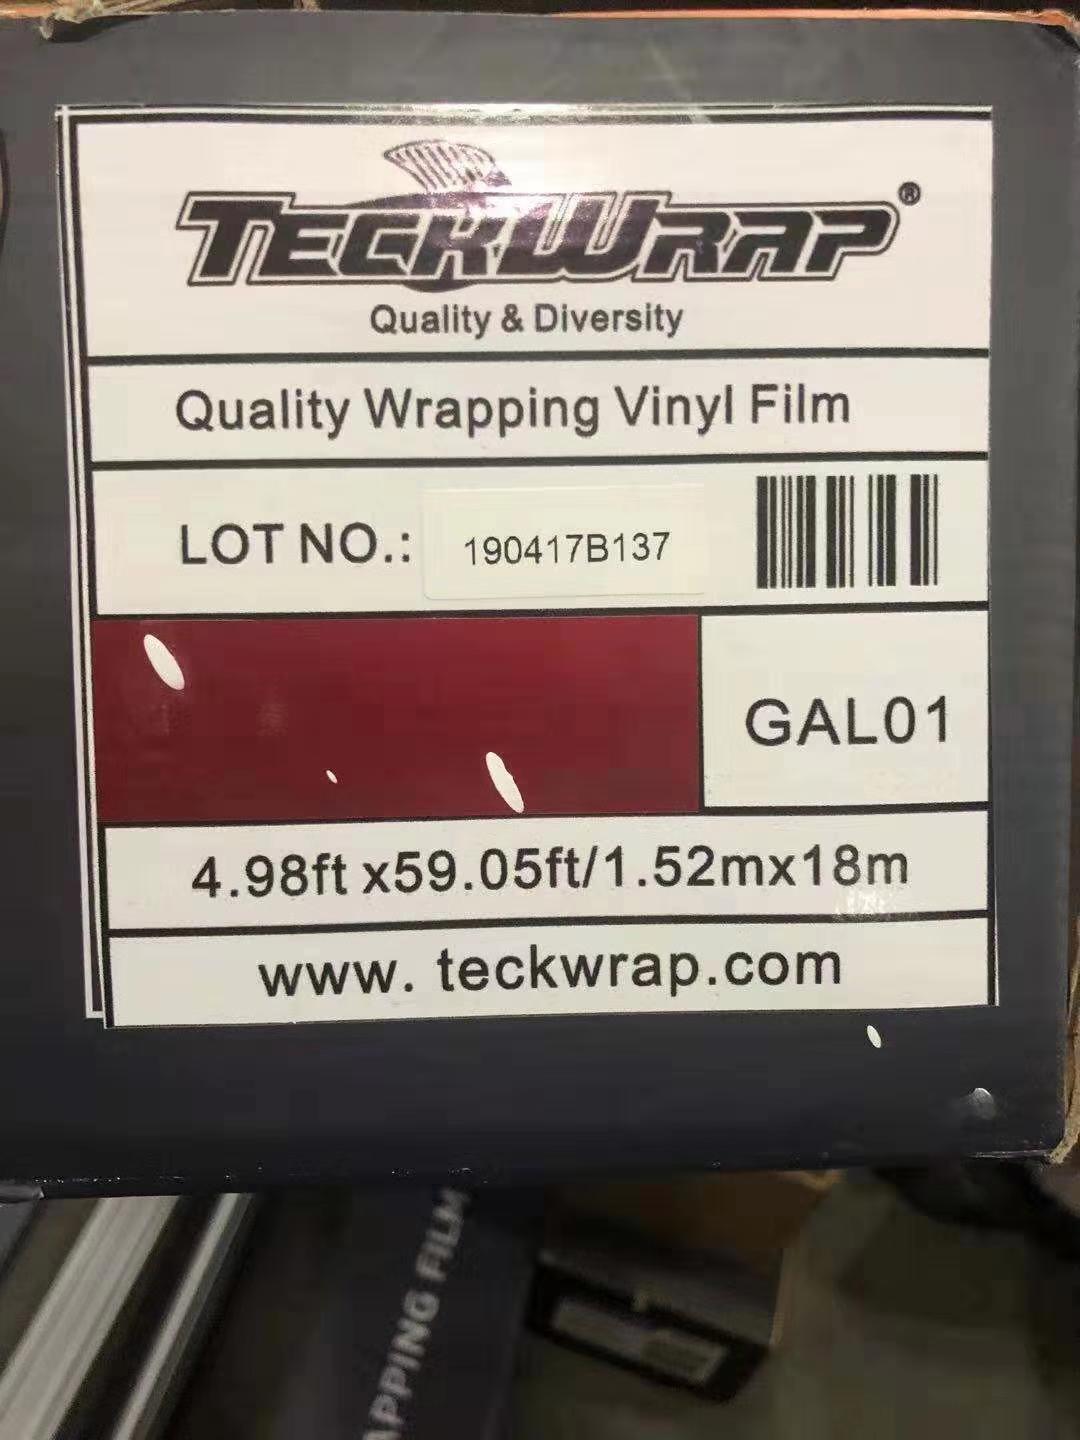 TECKWRAP®
Quality & Diversity
Quality Wrapping Vinyl Film
LOT NO.: 190417B137
GAL01
4.98ft x59.05ft/1.52mx18m
www. teckwrap.com
APPING FILM